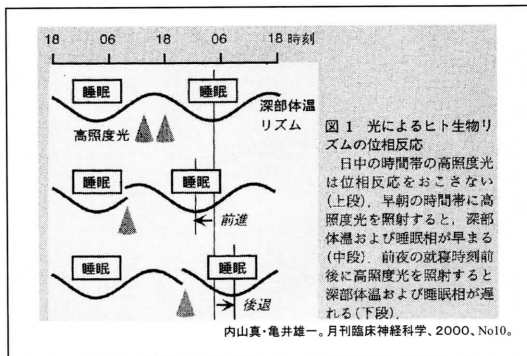 18 06 18 06 18 時刻
睡眠 睡眠
深部体温
リズム
高照度光
睡眠 睡眠
前進
睡眠 睡眠
後退
図1 光によるヒト生物リ
ズムの位相反応
日中の時間帯の高照度光
は位相反応をおこさない
(上段). 早朝の時間帯に高
照度光を照射すると, 深部
体温および睡眠相が早まる
(中段). 前夜の就寝時刻前
後に高照度光を照射すると
深部体温および睡眠相が遅
れる(下段).
内山真・亀井雄一。月刊臨床神経科学、2000、No10。